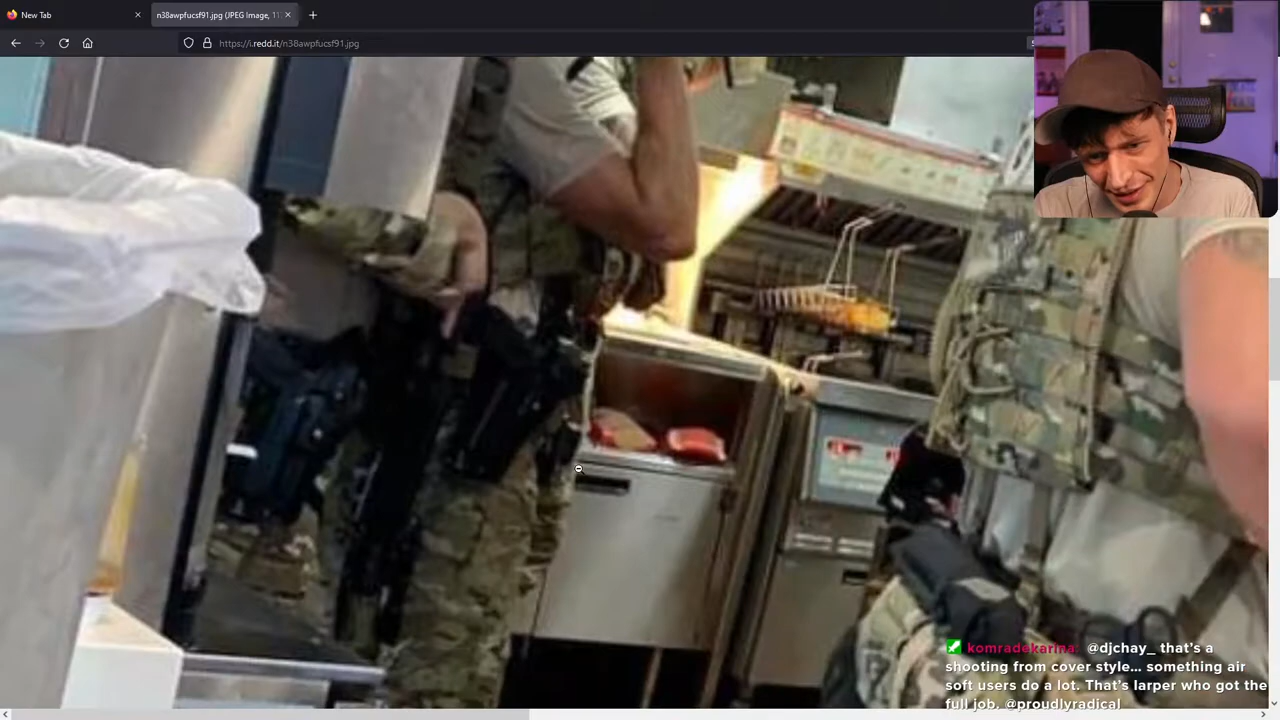 New Tab
n38awpfucsf91.jpg (JPEG Image, 11
https://i.redd.it/n38awpfucsf91.jpg
komradekarina: @djchay_ that's a
shooting from cover style... something air
soft users do a lot. That's larper who got the
full job. @proudlyradical